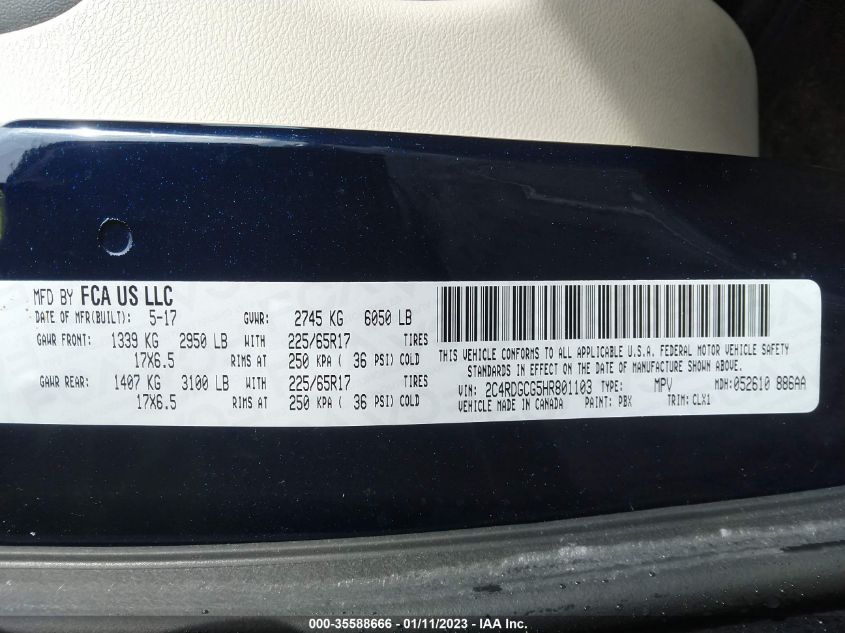 MFD BY FCA US LLC
DATE OF MFR(BUILT): 5-17 GVWR: 2745 KG 6050 LB
GAWR FRONT: 1339 KG 2950 LB WITH 225/65R17 TIRES
17X6.5 RIMS AT 250 KPA ( 36 PSI) COLD
GAWR REAR: 1407 KG 3100 LB WITH 225/65R17 TIRES
17X6.5 RIMS AT 250 KPA ( 36 PSI) COLD
THIS VEHICLE CONFORMS TO ALL APPLICABLE U.S.A. FEDERAL MOTOR VEHICLE SAFETY
STANDARDS IN EFFECT ON THE DATE OF MANUFACTURE SHOWN ABOVE.
VIN: 2C4RDGCG5HR801103 TYPE: MPV MDH: 052610 886AA
VEHICLE MADE IN CANADA PAINT: PBX TRIM: CLX1
000-35588666 - 01/11/2023 - IAA Inc.